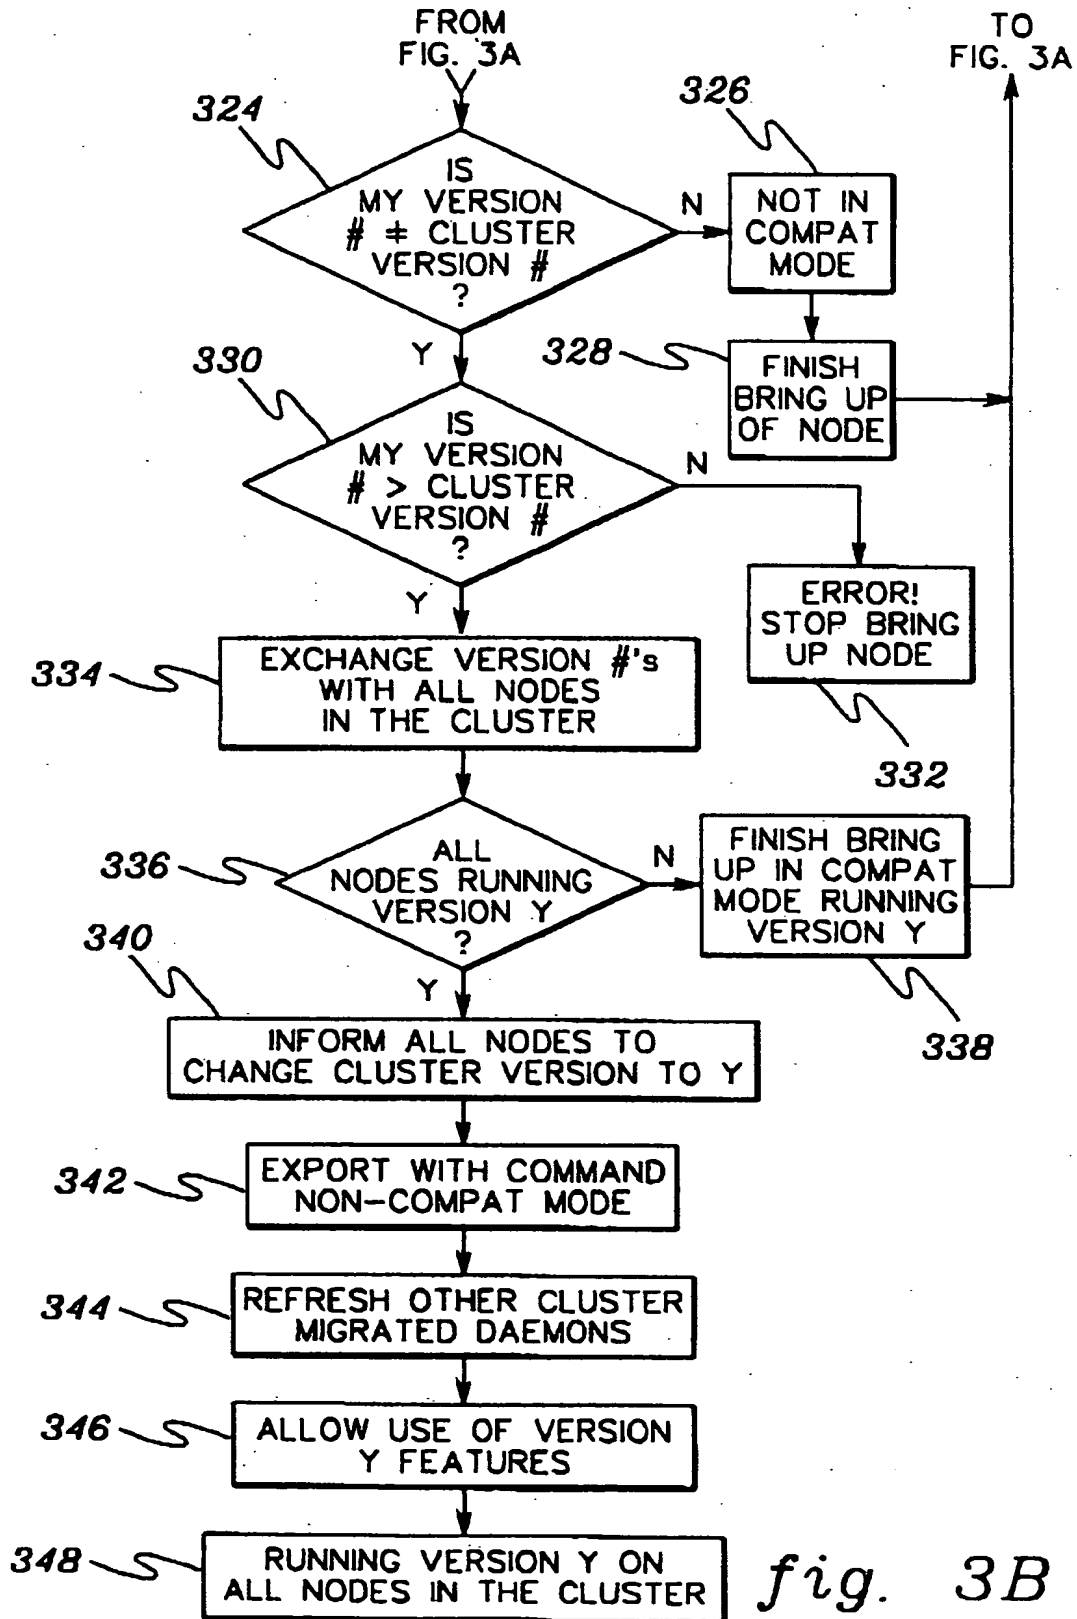 FROM
FIG. 3A
TO
FIG. 3A
324
IS
MY VERSION
# ≠ CLUSTER
VERSION #
?
N
Y
326
NOT IN
COMPAT
MODE
328
FINISH
BRING UP
OF NODE
330
IS
MY VERSION
# > CLUSTER
VERSION #
?
N
Y
ERROR!
STOP BRING
UP NODE
332
334
EXCHANGE VERSION #'s
WITH ALL NODES
IN THE CLUSTER
336
ALL
NODES RUNNING
VERSION Y
?
N
Y
FINISH BRING
UP IN COMPAT
MODE RUNNING
VERSION Y
338
340
INFORM ALL NODES TO
CHANGE CLUSTER VERSION TO Y
342
EXPORT WITH COMMAND
NON-COMPAT MODE
344
REFRESH OTHER CLUSTER
MIGRATED DAEMONS
346
ALLOW USE OF VERSION
Y FEATURES
348
RUNNING VERSION Y ON
ALL NODES IN THE CLUSTER
fig. 3B